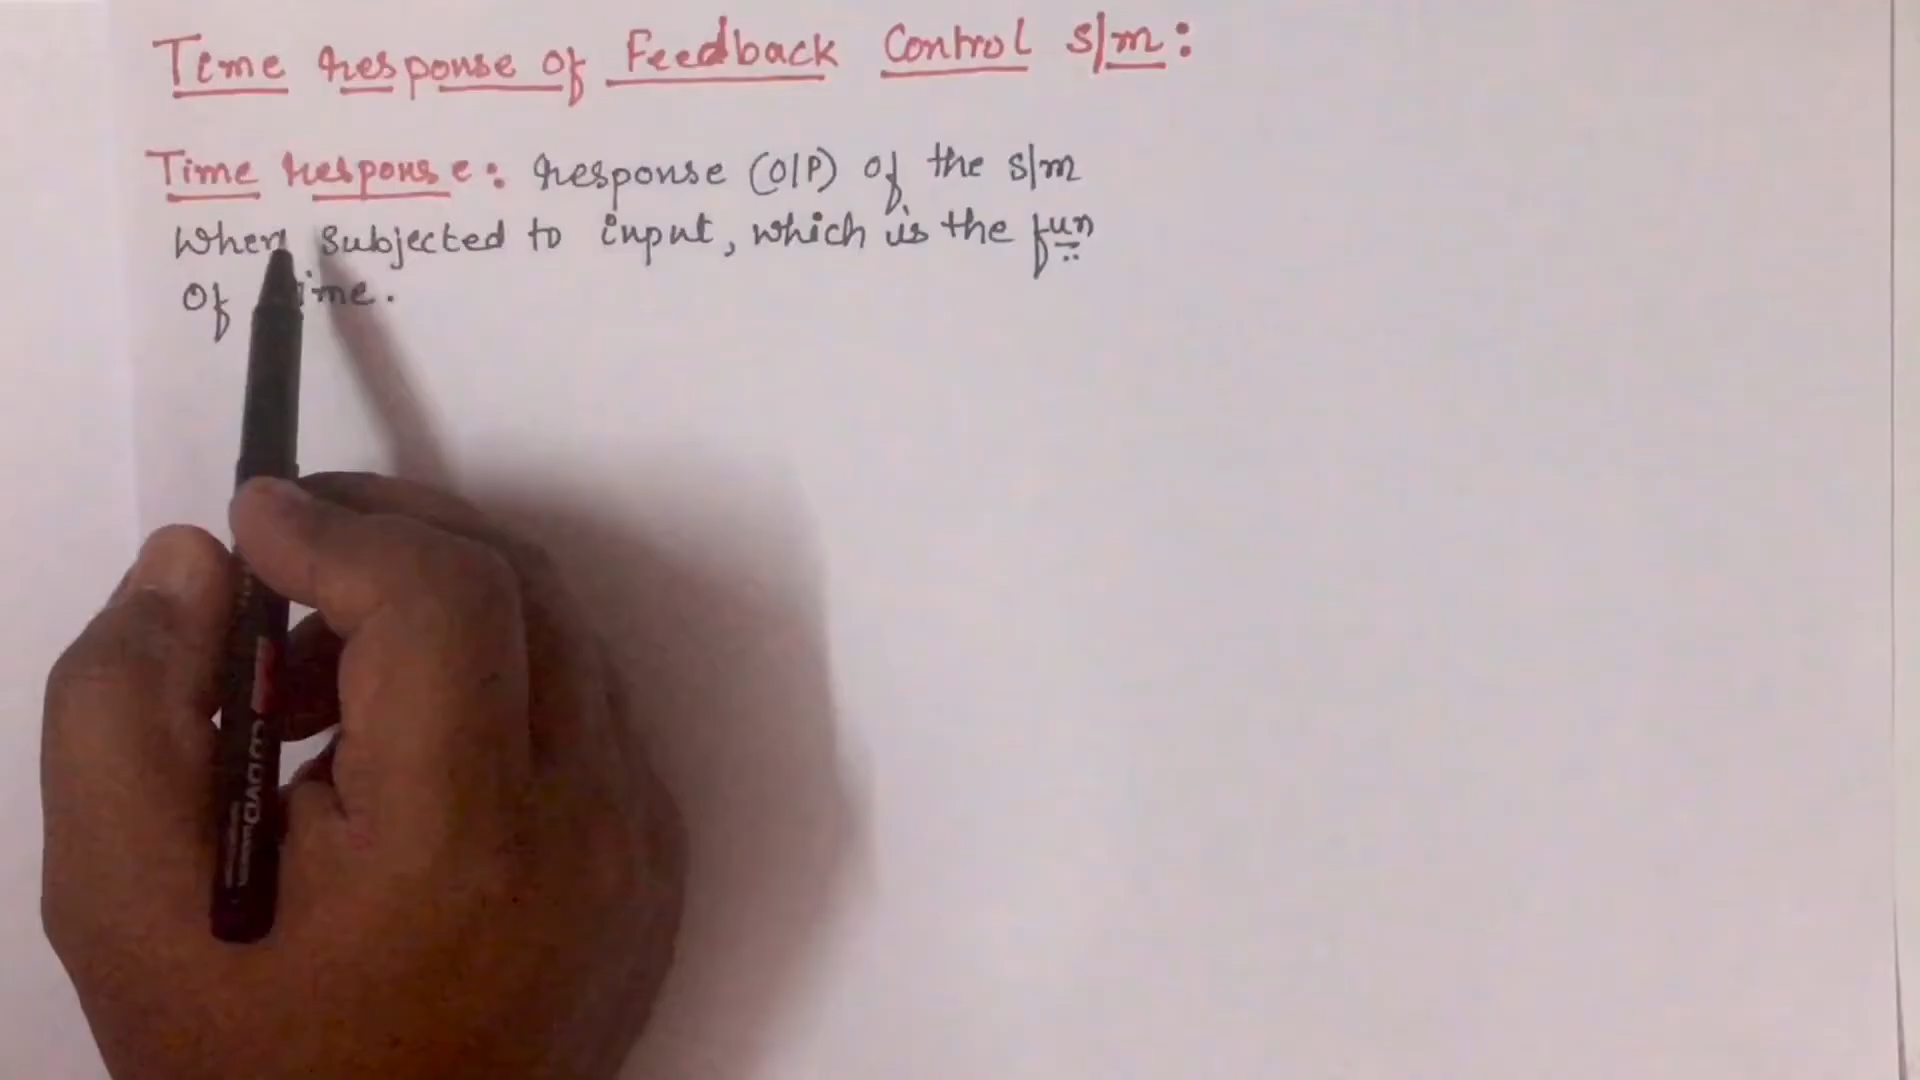 Time Response of Feedback Control s/m:
Time Response: Response (O/P) of the s/m
When subjected to input, which is the fun
of time.